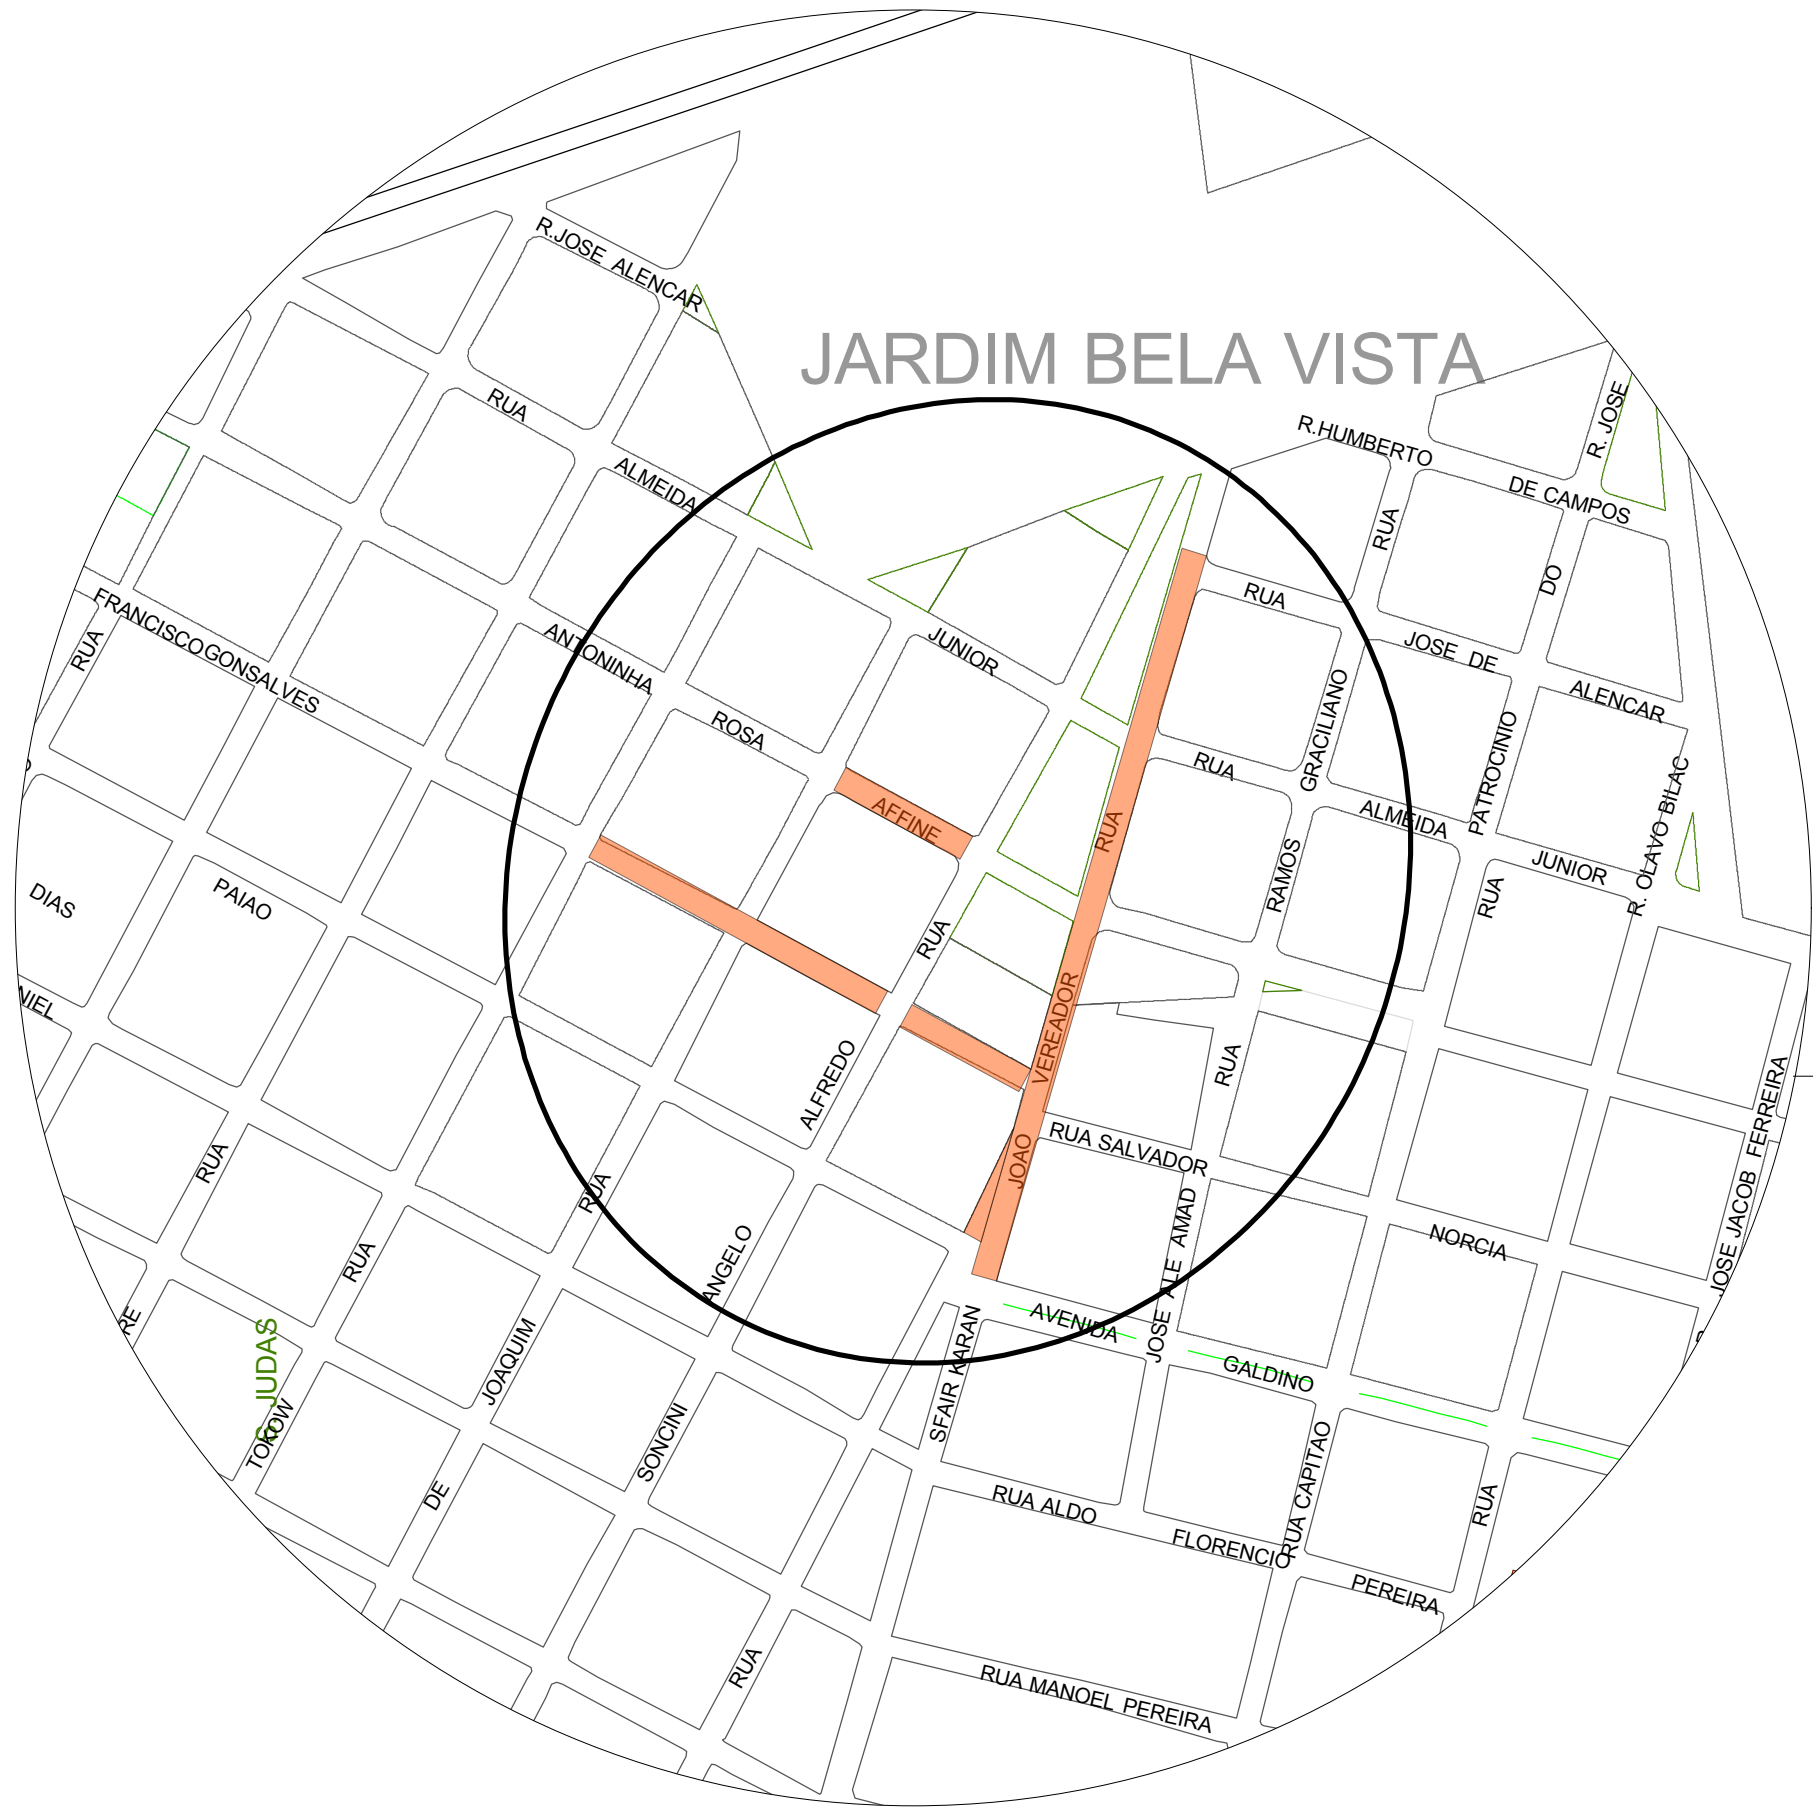 R.JOSE ALENCAR
JARDIM BELA VISTA
R. JOSE
R.HUMBERTO
DE CAMPOS
RUA
ALMEIDA
RUA
DO
RUA
FRANCISCOGONSALVES
RUA
ANTONINHA
JUNIOR
JOSE DE
ALENCAR
ROSA
GRACILIANO
PATROCINIO
RUA
AFFINE
RUA
ALMEIDA
R. OLAVO BILAC
JUNIOR
DIAS
PAIAO
RAMOS
RUA
RUA
NIEL
VEREADOR
RUA
ALFREDO
JOSE JACOB FERREIRA
RUA
RUA SALVADOR
JOAO
RUA
NORCIA
RUA
ANGELO
JOSE ALE AMAD
RE
S. JUDAS
TOKOW
JOAQUIM
SFAIR KARAN
AVENIDA
GALDINO
SONCINI
DE
RUA ALDO
FLORENCIO
RUA CAPITAO
RUA
PEREIRA
RUA
RUA MANOEL PEREIRA